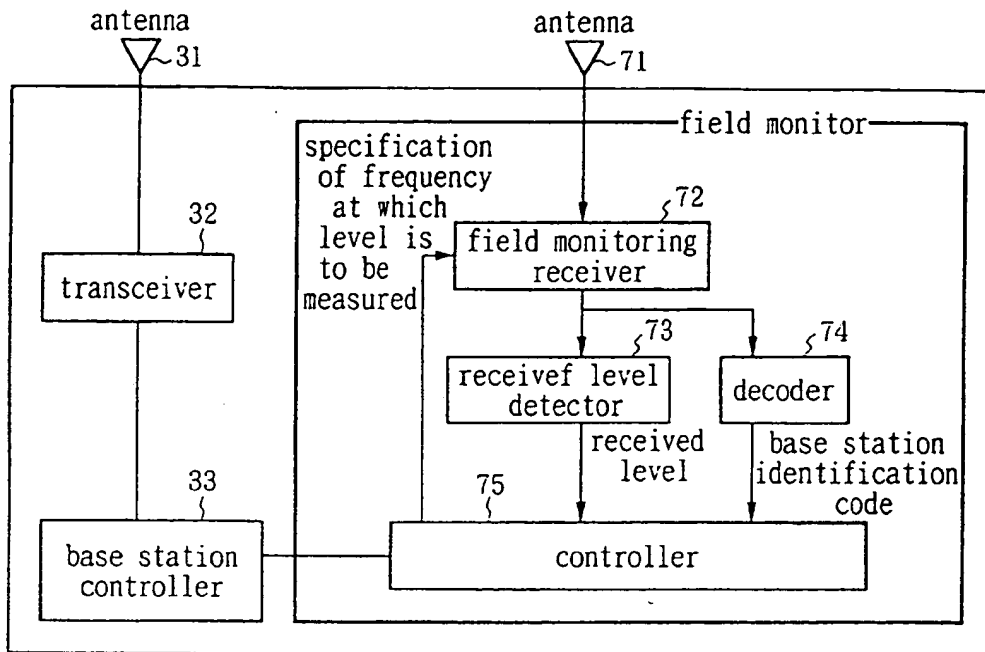 antenna
31
antenna
71
field monitor
specification
of frequency
at which
level is
to be
measured
72
field monitoring
receiver
32
transceiver
73
receivef level
detector
74
decoder
received
level
base station
identification
code
33
base station
controller
75
controller